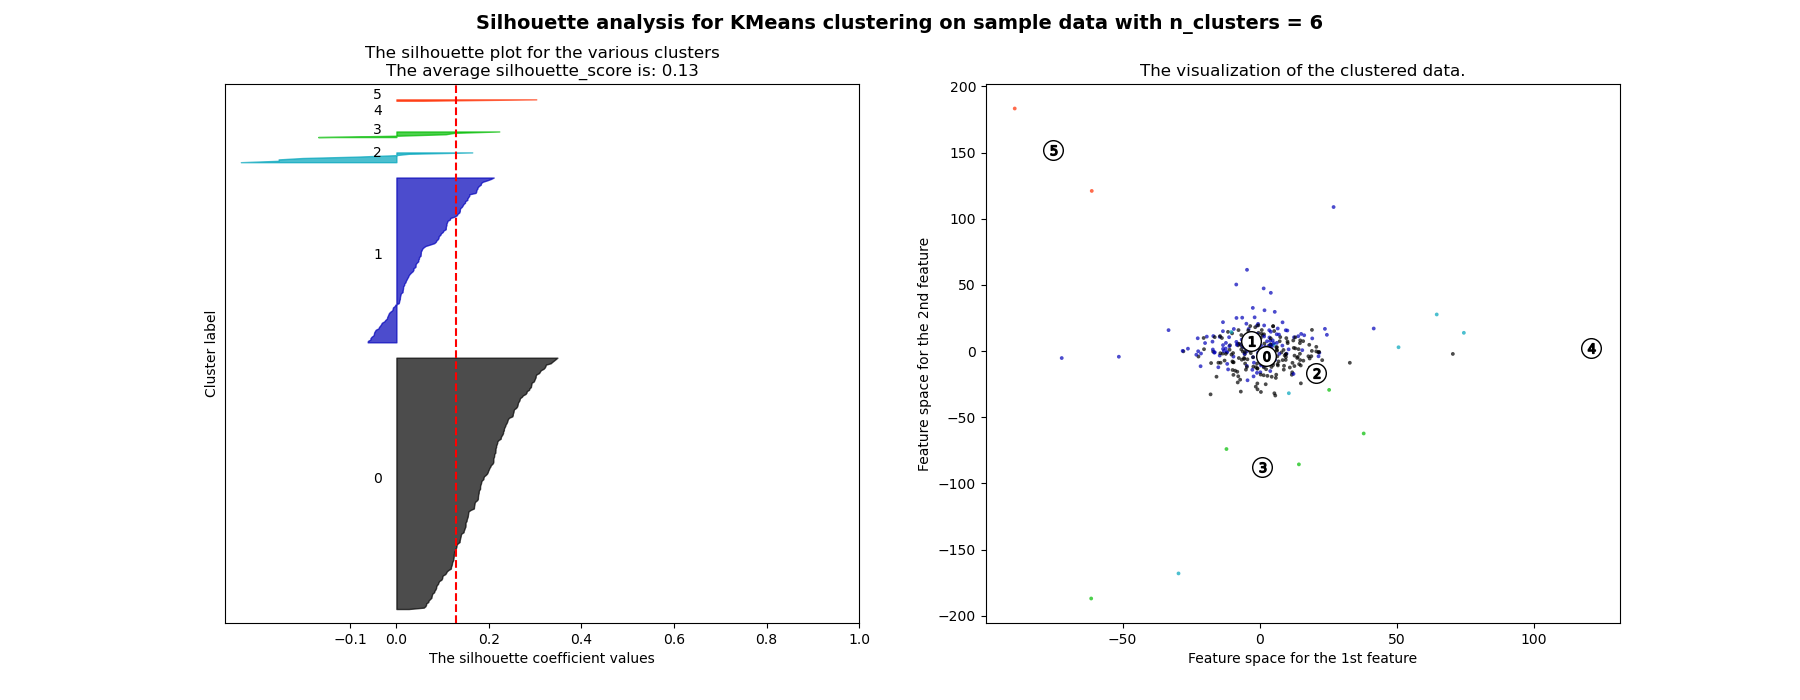 Silhouette analysis for KMeans clustering on sample data with n_clusters = 6
The silhouette plot for the various clusters
The average silhouette_score is: 0.13
5
4
3
2
1
0
Cluster label
−0.1 0.0 0.2 0.4 0.6 0.8 1.0
The silhouette coefficient values
The visualization of the clustered data.
200
150
100
50
0
−50
−100
−150
−200
Feature space for the 2nd feature
5
4
1
0
2
3
−50 0 50 100
Feature space for the 1st feature